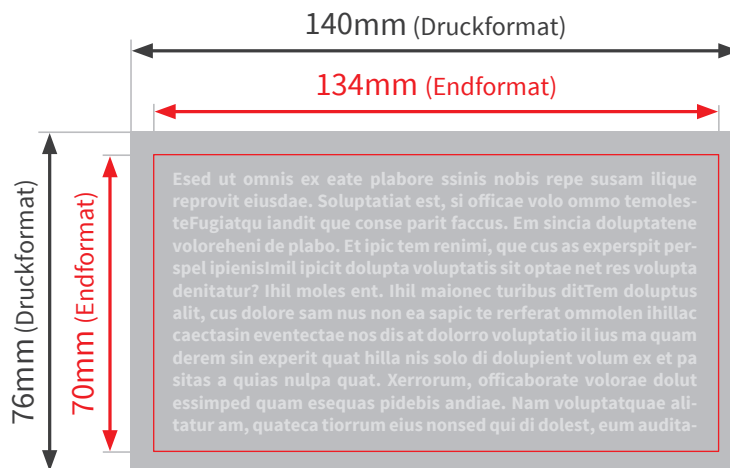 140mm (Druckformat)
134mm (Endformat)
76mm (Druckformat)
70mm (Endformat)
Esed ut omnis ex eate plabore ssinis nobis repe susam ilique
reprovit eiusdae. Soluptatiat est, si officae volo ommo temoles-
teFugiatqu iandit que conse parit faccus. Em sincia doluptatene
voloreheni de plabo. Et ipic tem renimi, que cus as experspit per-
spel ipienisImil ipicit dolupta voluptatis sit optae net res volupta
denitatur? Ihil moles ent. Ihil maionec turibus ditTem doluptus
alit, cus dolore sam nus non ea sapic te rerferat ommolen ihillac
caectasin eventectae nos dis at dolorro voluptatio il ius ma quam
derem sin experit quat hilla nis solo di dolupient volum ex et pa
sitas a quias nulpa quat. Xerrorum, officaborate volorae dolut
essimped quam esequas pidebis andiae. Nam voluptatquae ali-
tatur am, quateca tiorrum eius nonsed qui di dolest, eum audita-